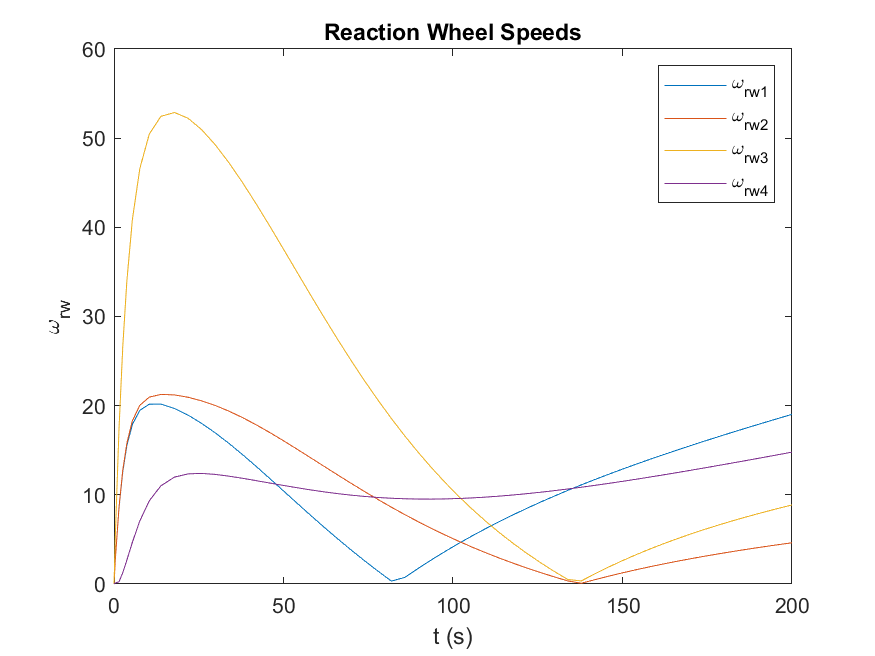 Reaction Wheel Speeds
60
50
40
30
20
10
0
ω_rw
ω_rw1
ω_rw2
ω_rw3
ω_rw4
0 50 100 150 200
t (s)